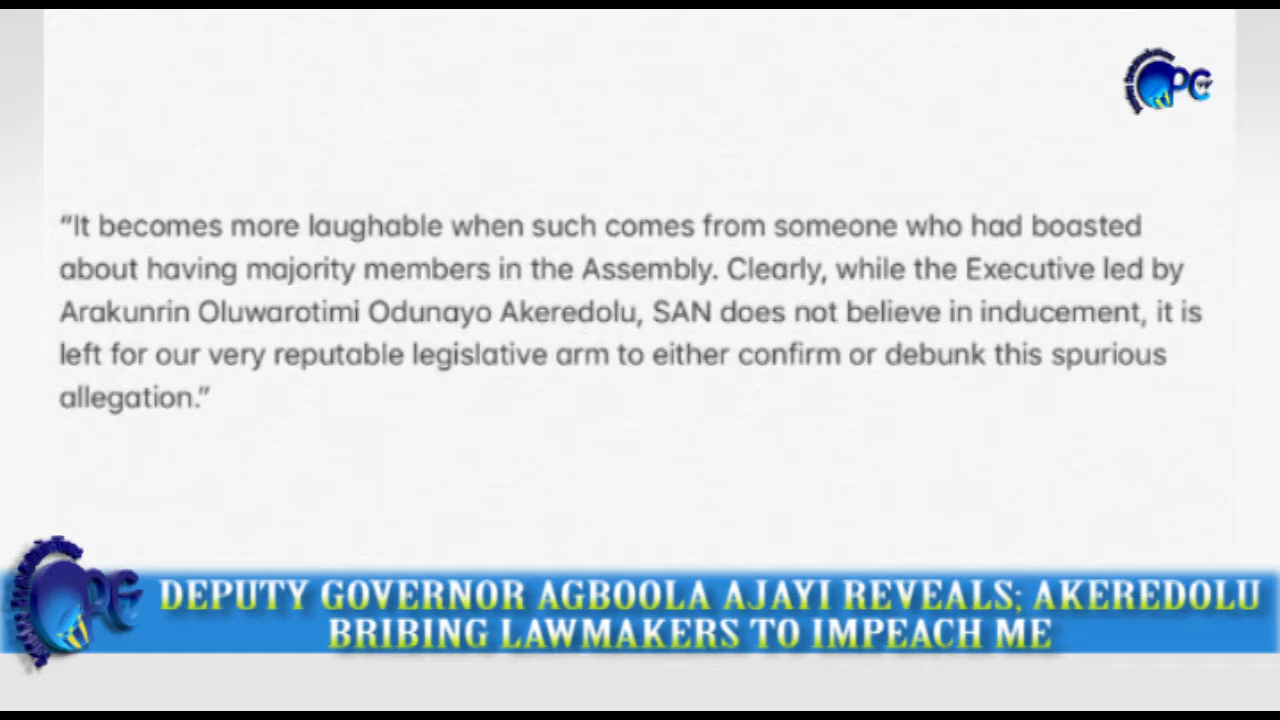 PC
"It becomes more laughable when such comes from someone who had boasted
about having majority members in the Assembly. Clearly, while the Executive led by
Arakunrin Oluwarotimi Odunayo Akeredolu, SAN does not believe in inducement, it is
left for our very reputable legislative arm to either confirm or debunk this spurious
allegation."
DEPUTY GOVERNOR AGBOOLA AJAYI REVEALS; AKEREDOLU
BRIBING LAWMAKERS TO IMPEACH ME